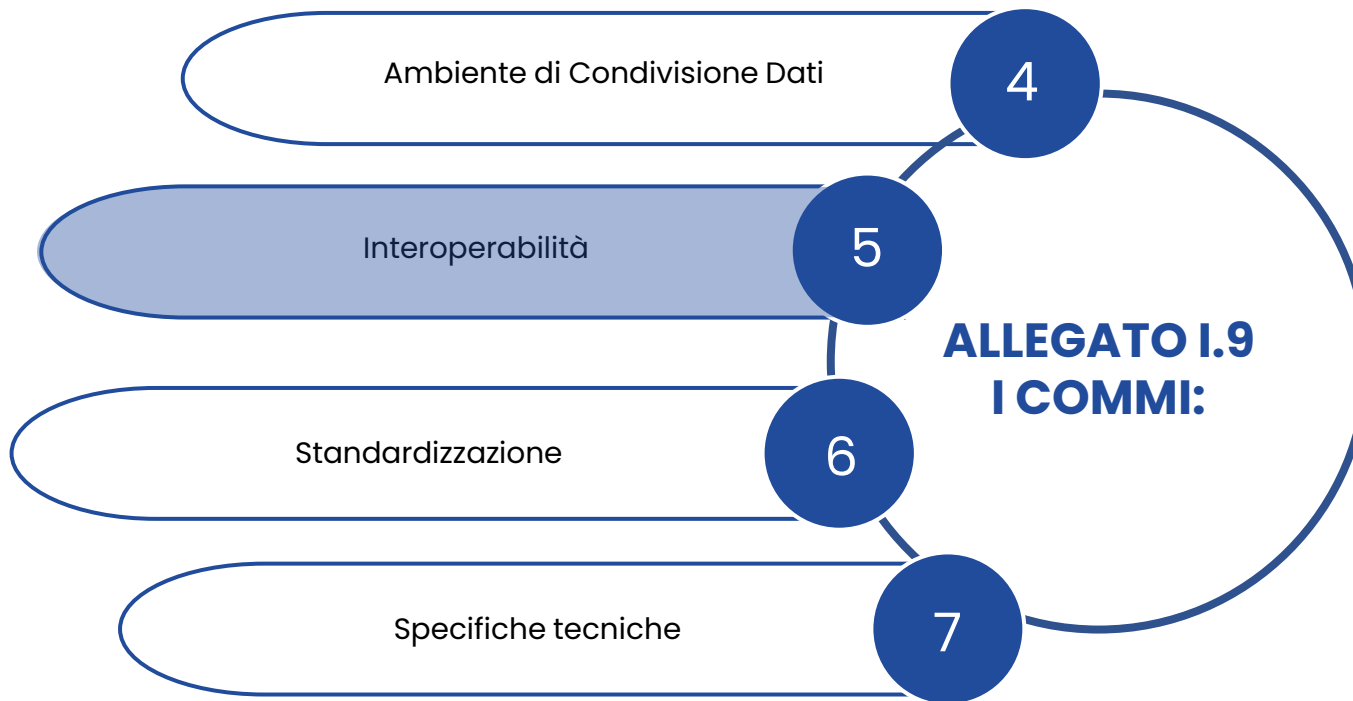 Ambiente di Condivisione Dati
4
Interoperabilità
5
ALLEGATO I.9
I COMMI:
Standardizzazione
6
Specifiche tecniche
7